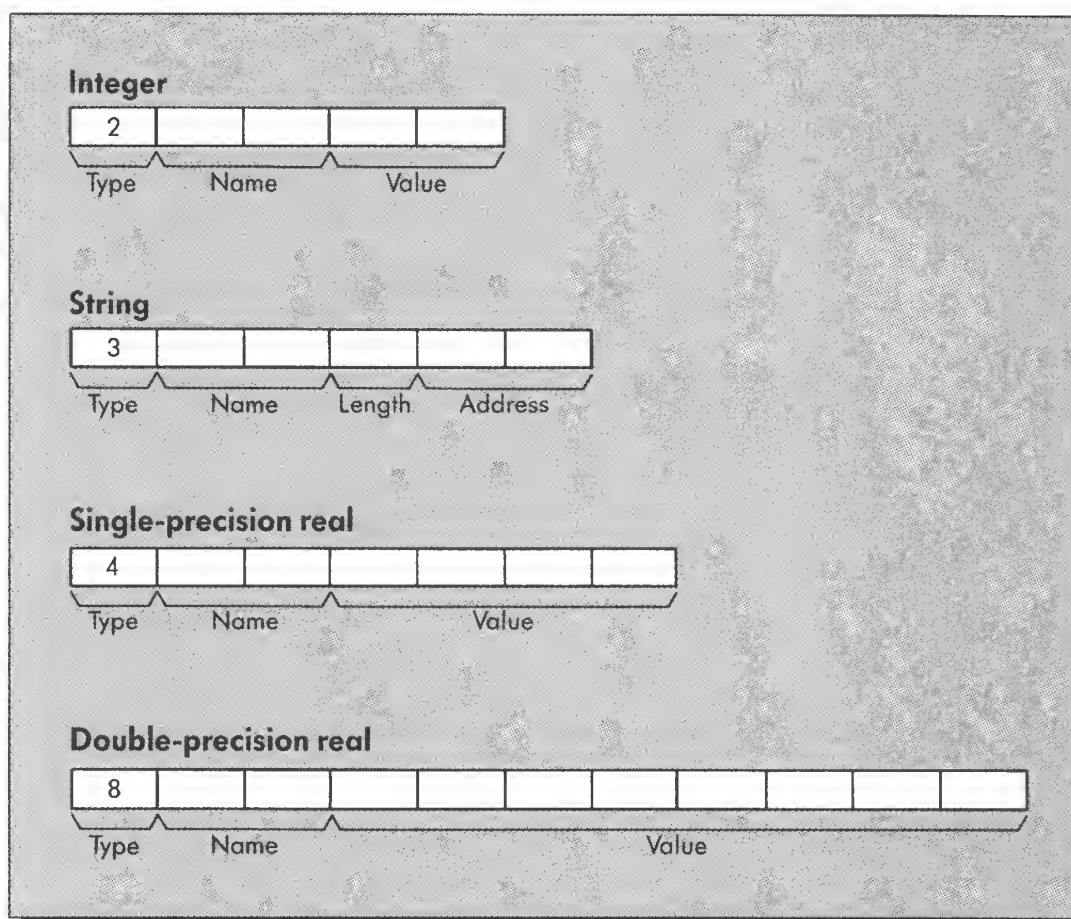 Integer
2
Type Name Value
String
3
Type Name Length Address
Single-precision real
4
Type Name Value
Double-precision real
8
Type Name Value